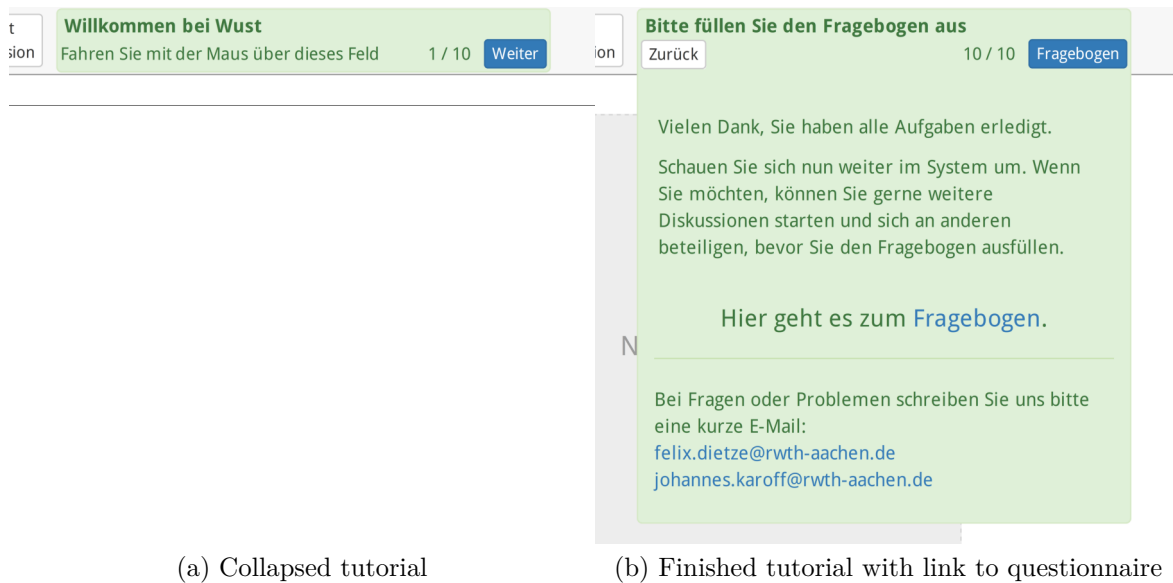 t
sion
Willkommen bei Wust
Fahren Sie mit der Maus über dieses Feld 1 / 10 Weiter
(a) Collapsed tutorial
ion
Bitte füllen Sie den Fragebogen aus
Zurück 10 / 10 Fragebogen
Vielen Dank, Sie haben alle Aufgaben erledigt.
Schauen Sie sich nun weiter im System um. Wenn
Sie möchten, können Sie gerne weitere
Diskussionen starten und sich an anderen
beteiligen, bevor Sie den Fragebogen ausfüllen.
Hier geht es zum Fragebogen.
N
Bei Fragen oder Problemen schreiben Sie uns bitte
eine kurze E-Mail:
felix.dietze@rwth-aachen.de
johannes.karoff@rwth-aachen.de
(b) Finished tutorial with link to questionnaire